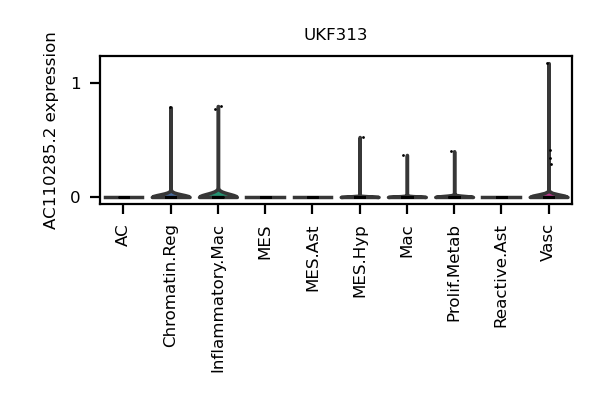 UKF313
AC110285.2 expression
1
0
AC
Chromatin.Reg
Inflammatory.Mac
MES
MES.Ast
MES.Hyp
Mac
Prolif.Metab
Reactive.Ast
Vasc